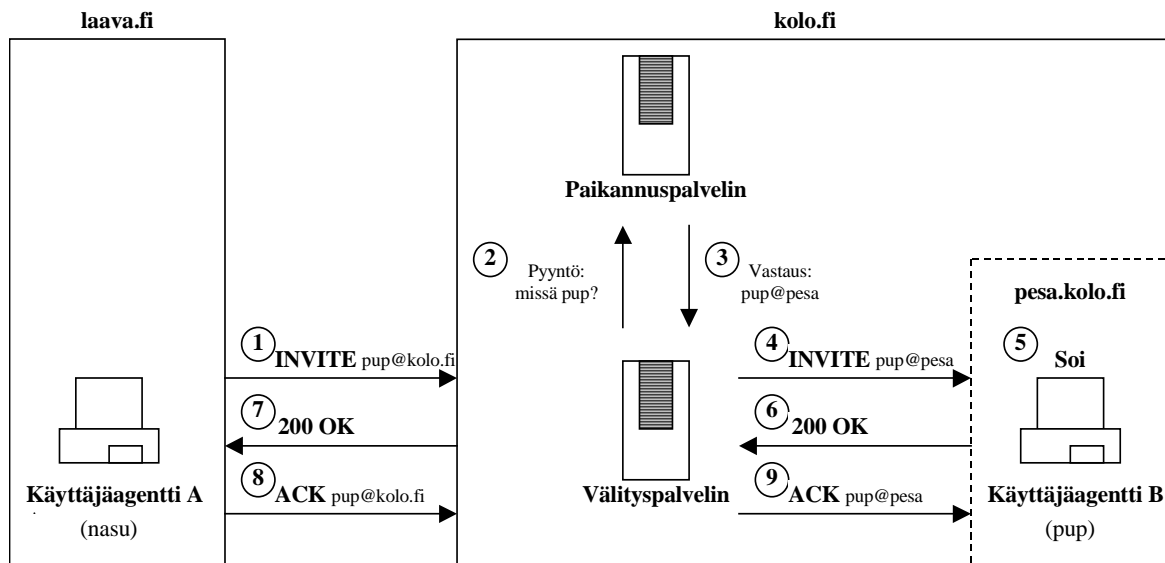 laava.fi
kolo.fi
Paikannuspalvelin
2
Pyyntö:
missä pup?
3
Vastaus:
pup@pesa
pesa.kolo.fi
1
INVITE pup@kolo.fi
4
INVITE pup@pesa
5
Soi
7
200 OK
6
200 OK
Käyttäjäagentti A
(nasu)
8
ACK pup@kolo.fi
Välityspalvelin
9
ACK pup@pesa
Käyttäjäagentti B
(pup)